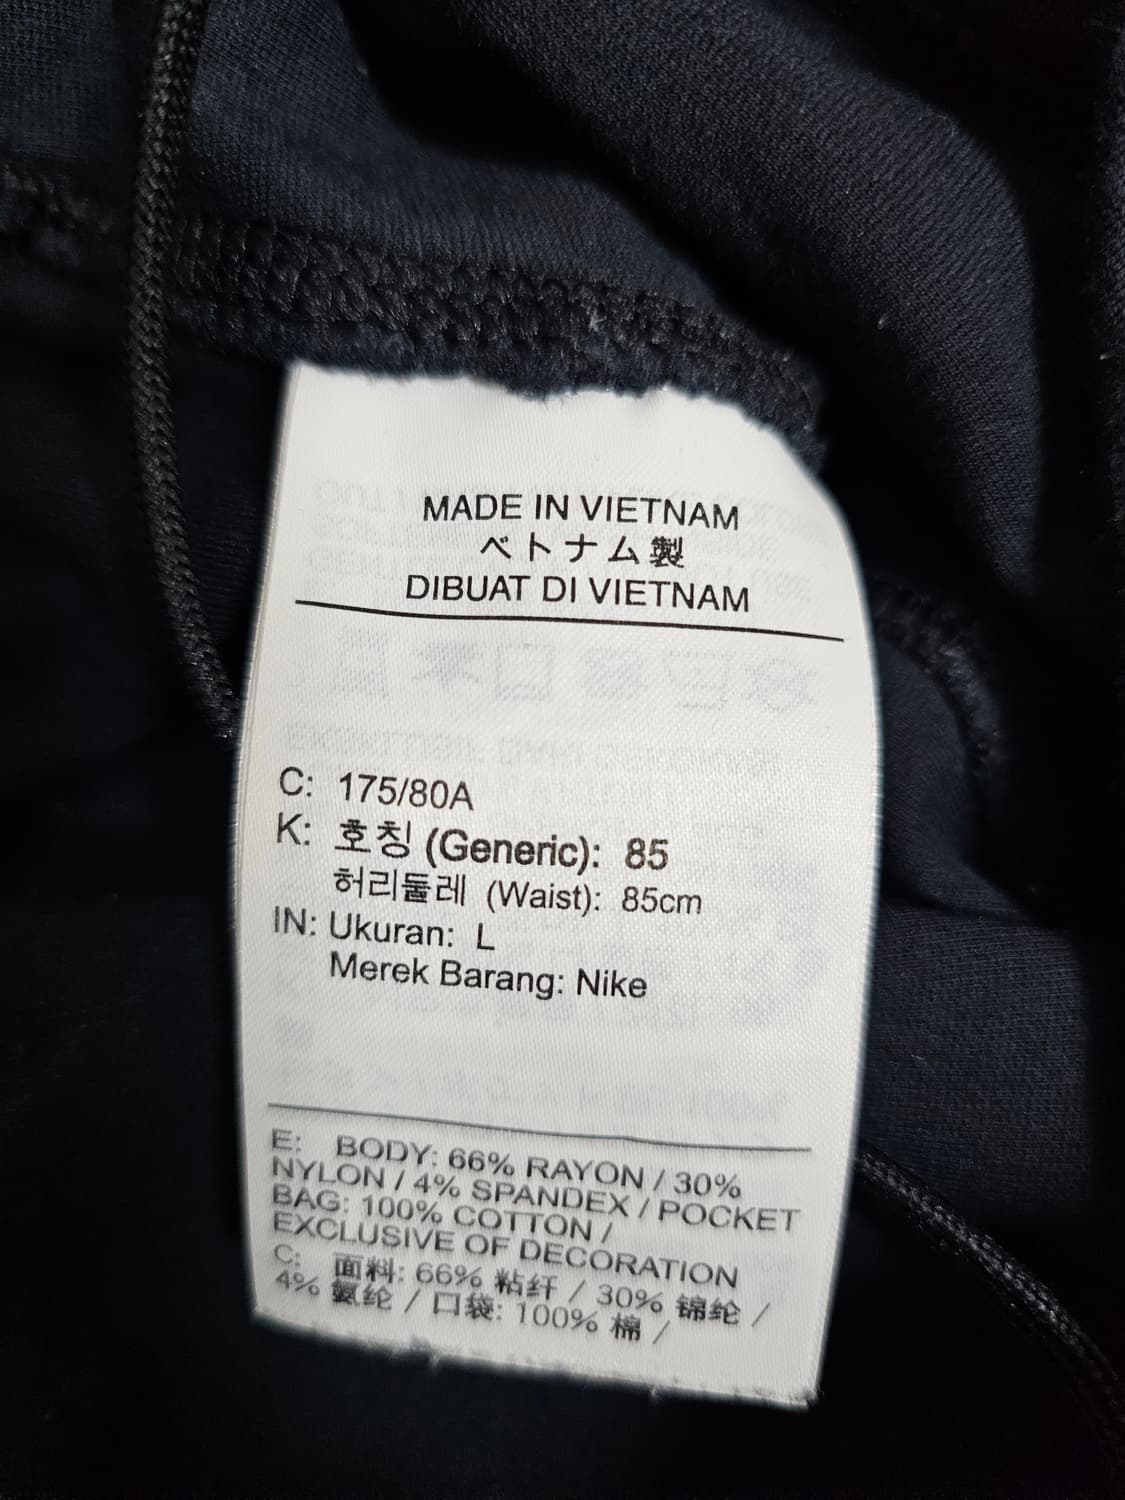 MADE IN VIETNAM
ベトナム製
DIBUAT DI VIETNAM
C: 175/80A
K: 호칭 (Generic): 85
허리둘레 (Waist): 85cm
IN: Ukuran: L
Merek Barang: Nike
E: BODY: 66% RAYON / 30%
NYLON / 4% SPANDEX / POCKET
BAG: 100% COTTON /
EXCLUSIVE OF DECORATION
C: 面料: 66% 粘纤 / 30% 锦纶 /
4% 氨纶 / 口袋: 100% 棉 /